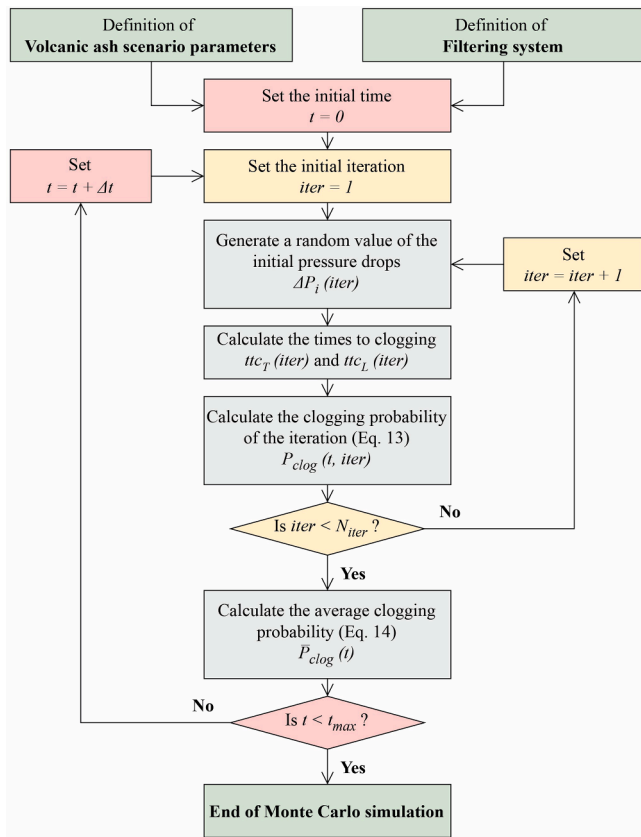 Definition of
Volcanic ash scenario parameters
Definition of
Filtering system
Set the initial time
t = 0
Set
t = t + Δt
Set the initial iteration
iter = 1
Generate a random value of the
initial pressure drops
ΔP_i (iter)
Set
iter = iter + 1
Calculate the times to clogging
ttc_T (iter) and ttc_L (iter)
Calculate the clogging probability
of the iteration (Eq. 13)
P_clog (t, iter)
Is iter < N_iter ?
No
Yes
Calculate the average clogging
probability (Eq. 14)
P̅_clog (t)
No
Is t < t_max ?
Yes
End of Monte Carlo simulation